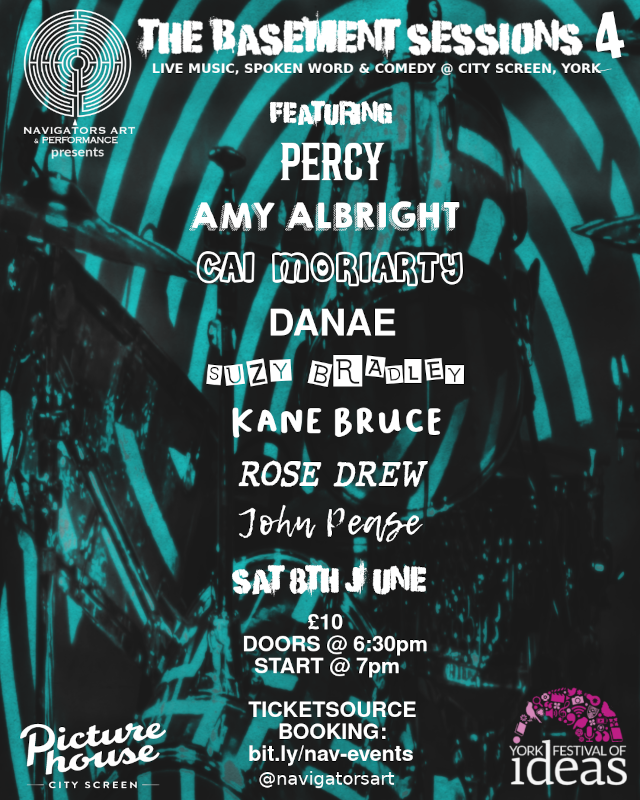 THE BASEMENT SESSIONS 4
LIVE MUSIC, SPOKEN WORD & COMEDY @ CITY SCREEN, YORK
NAVIGATORS ART
& PERFORMANCE
presents
FEATURING
PERCY
AMY ALBRIGHT
CAI MORIARTY
DANAE
SUZY BRADLEY
KANE BRUCE
ROSE DREW
John Pease
SAT 8TH JUNE
£10
DOORS @ 6:30pm
START @ 7pm
TICKETSOURCE
BOOKING:
bit.ly/nav-events
@navigatorsart
Picture
house
CITY SCREEN
YORK FESTIVAL OF
ideas